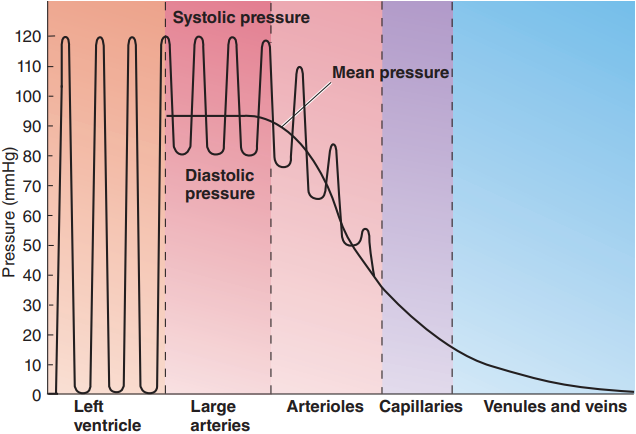 Systolic pressure
120
110
100
90
80
70
60
50
40
30
20
10
0
Pressure (mmHg)
Mean pressure
Diastolic
pressure
Left
ventricle
Large
arteries
Arterioles
Capillaries
Venules and veins